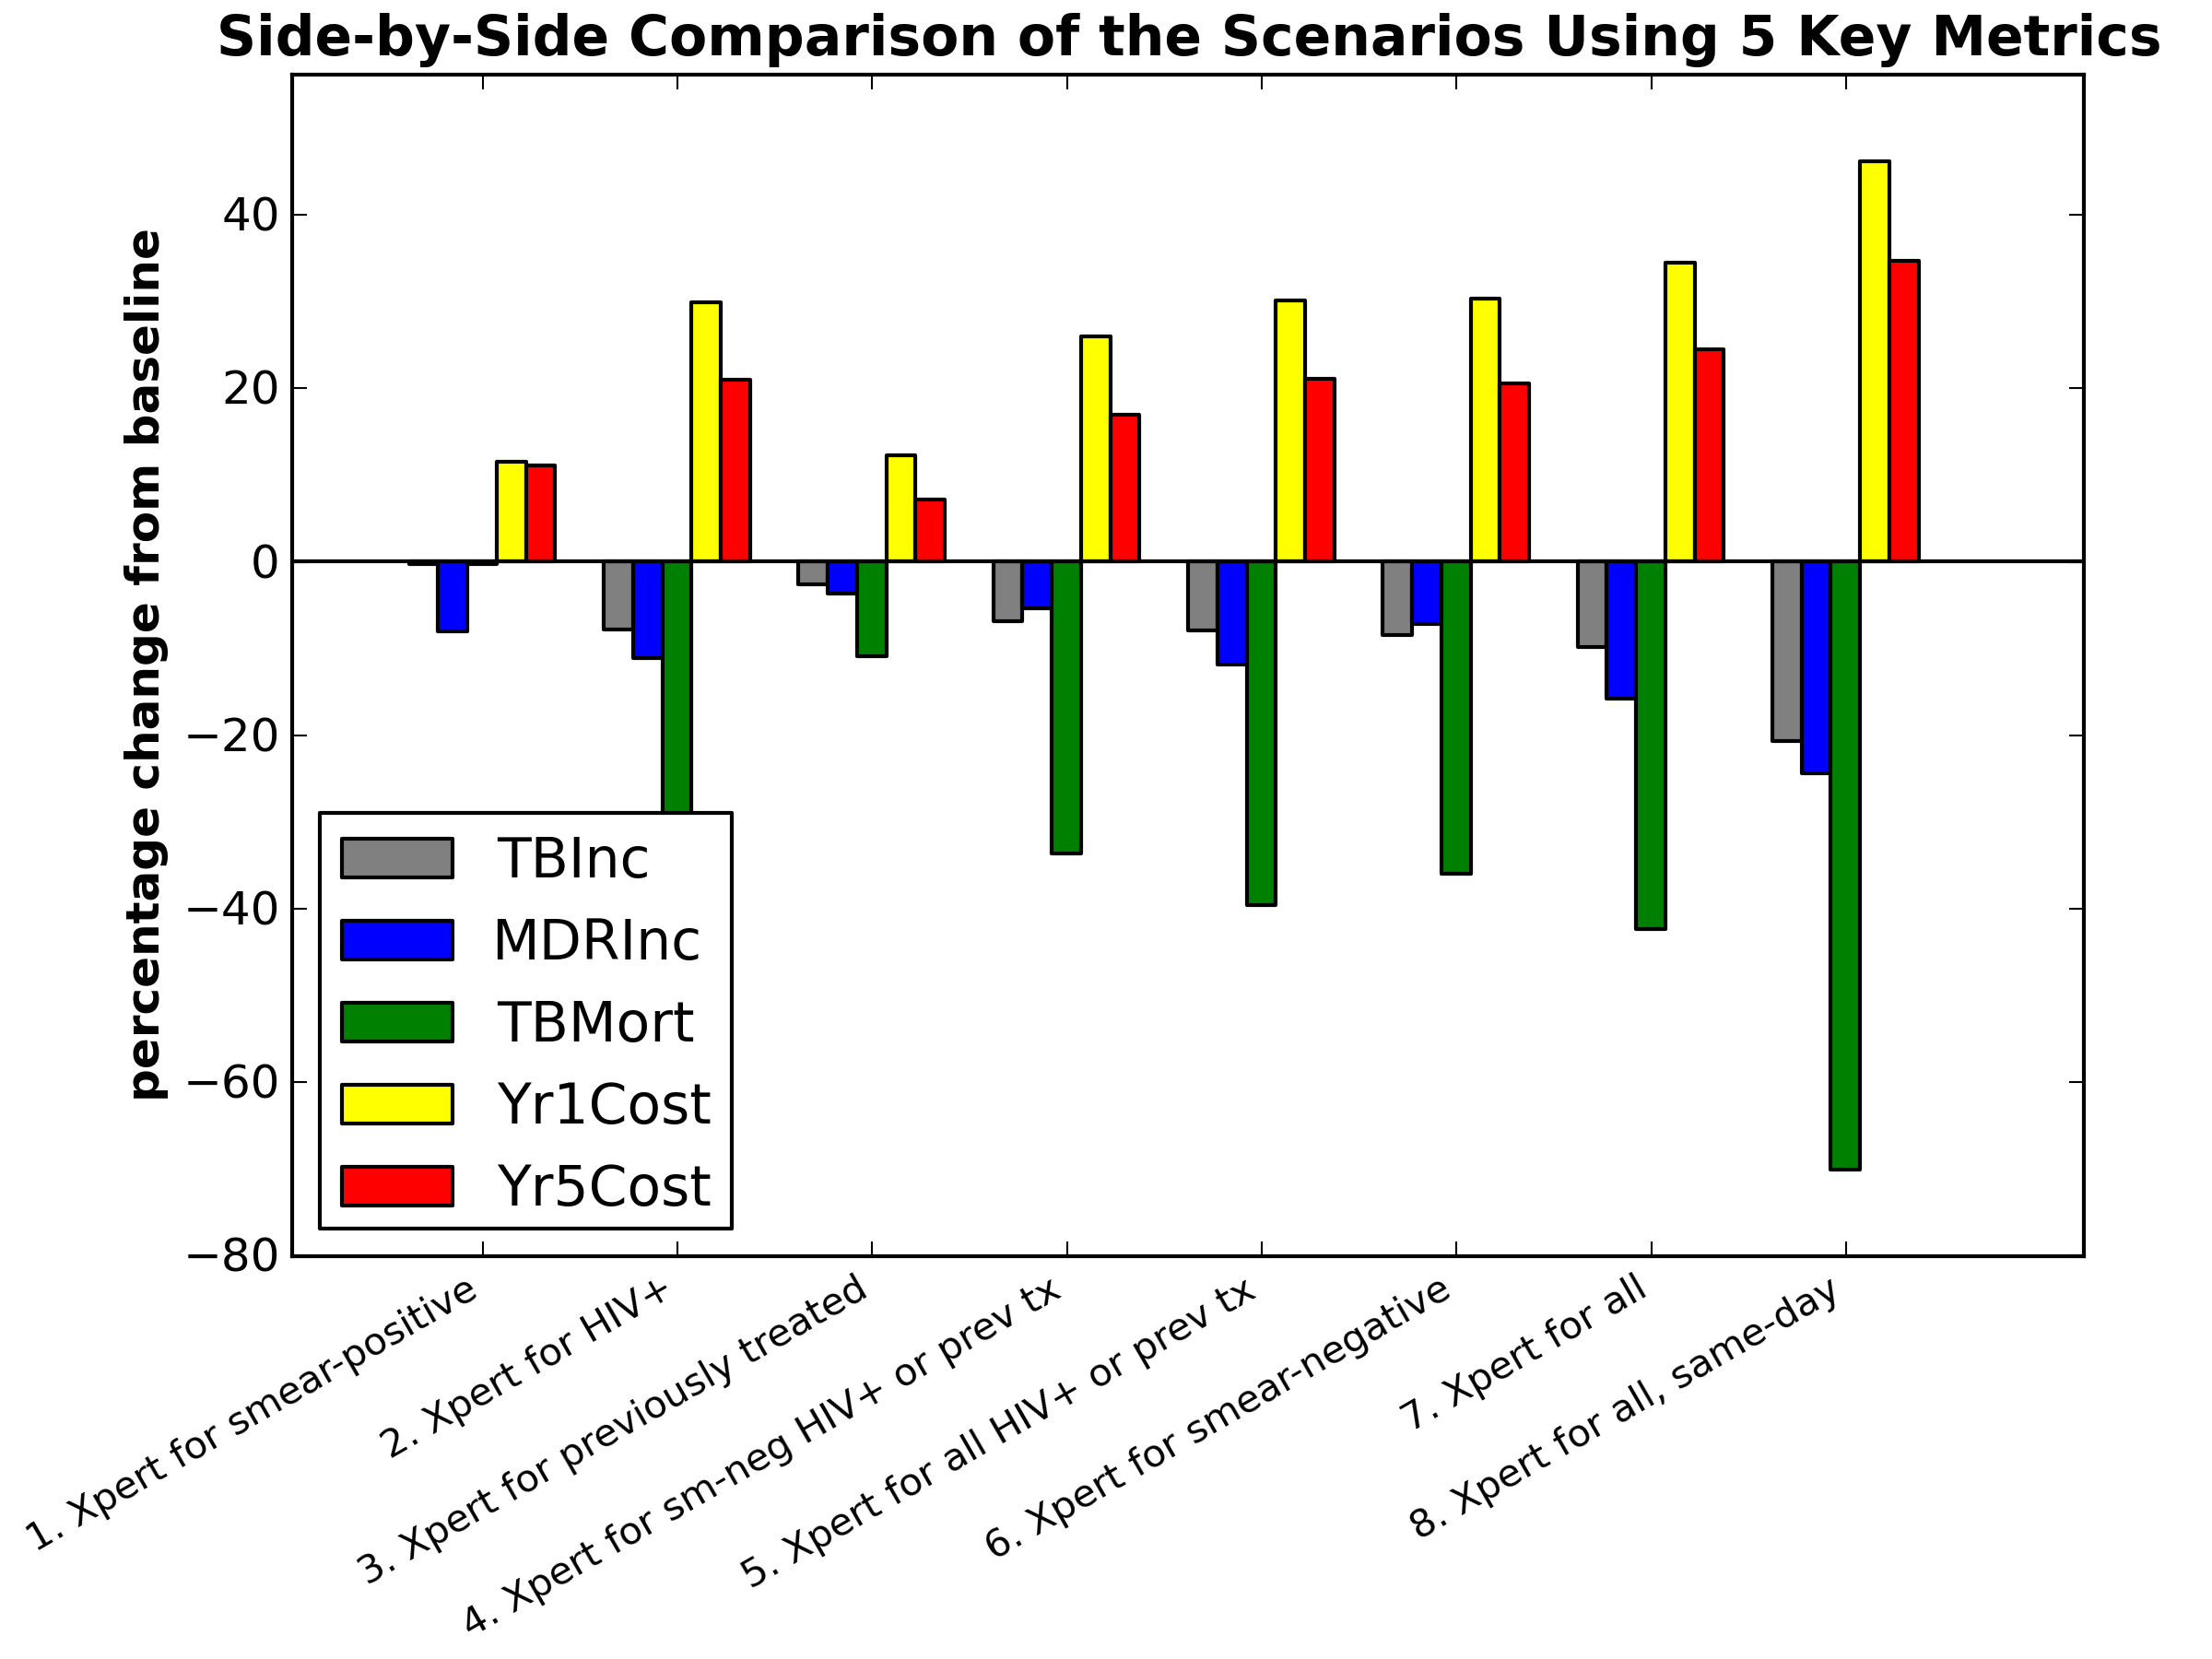 Side-by-Side Comparison of the Scenarios Using 5 Key Metrics
percentage change from baseline
40
20
0
−20
−40
−60
−80
TBInc
MDRInc
TBMort
Yr1Cost
Yr5Cost
1. Xpert for smear-positive
2. Xpert for HIV+
3. Xpert for previously treated
4. Xpert for sm-neg HIV+ or prev tx
5. Xpert for all HIV+ or prev tx
6. Xpert for smear-negative
7. Xpert for all
8. Xpert for all, same-day